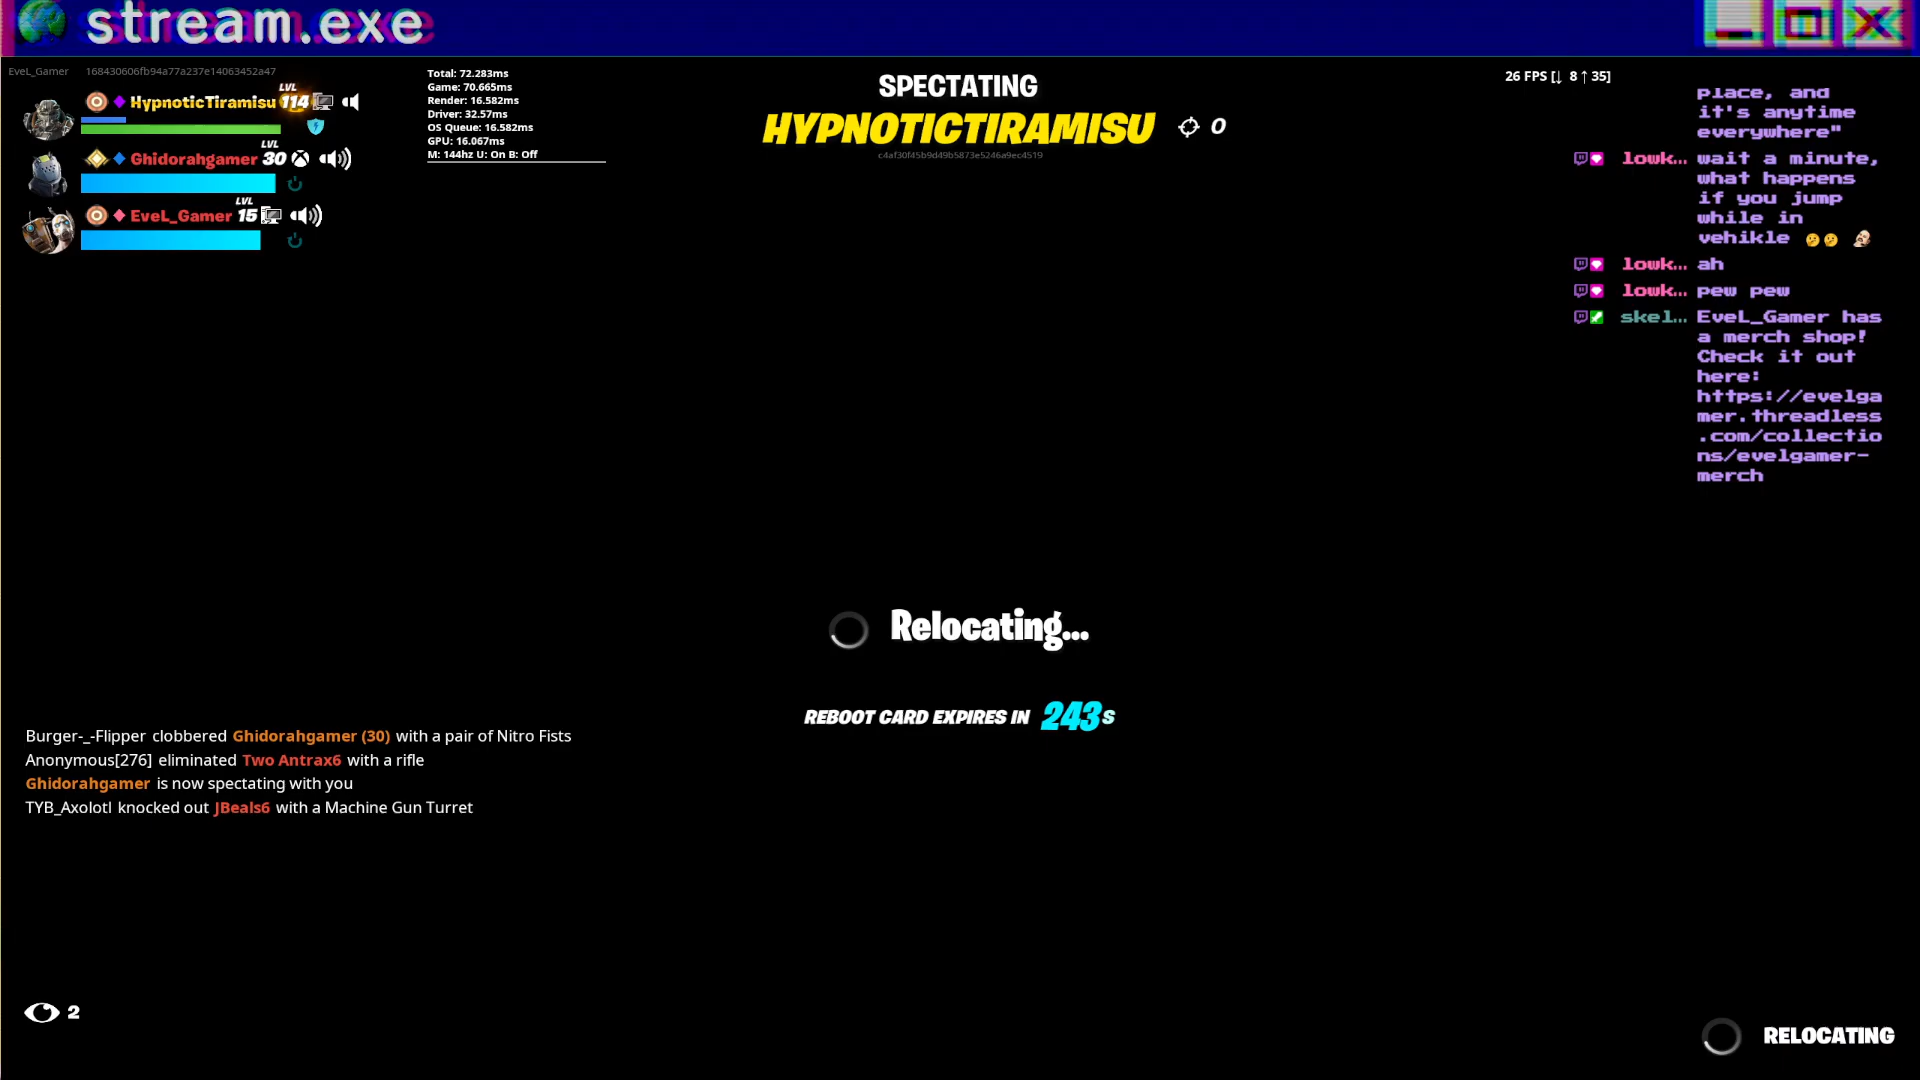 stream.exe
EveL_Gamer 168430606fb94a77a237e14063452a47
HypnoticTiramisu LVL 114
Ghidorahgamer LVL 30
EveL_Gamer LVL 15
Total: 72.283ms
Game: 70.665ms
Render: 16.582ms
Driver: 32.57ms
OS Queue: 16.582ms
GPU: 16.067ms
M: 144hz U: On B: Off
SPECTATING
HYPNOTICTIRAMISU 0
c4af30f45b9d49b5873e5246a9ec4519
26 FPS [↓ 8 ↑ 35]
place, and
it's anytime
everywhere"
lowk... wait a minute,
what happens
if you jump
while in
vehikle 🤔🤔
lowk... ah
lowk... pew pew
skel... EveL_Gamer has
a merch shop!
Check it out
here:
https://evelga
mer.threadless
.com/collectio
ns/evelgamer-
merch
Relocating...
REBOOT CARD EXPIRES IN 243s
Burger-_-Flipper clobbered Ghidorahgamer (30) with a pair of Nitro Fists
Anonymous[276] eliminated Two Antrax6 with a rifle
Ghidorahgamer is now spectating with you
TYB_Axolotl knocked out JBeals6 with a Machine Gun Turret
2
RELOCATING